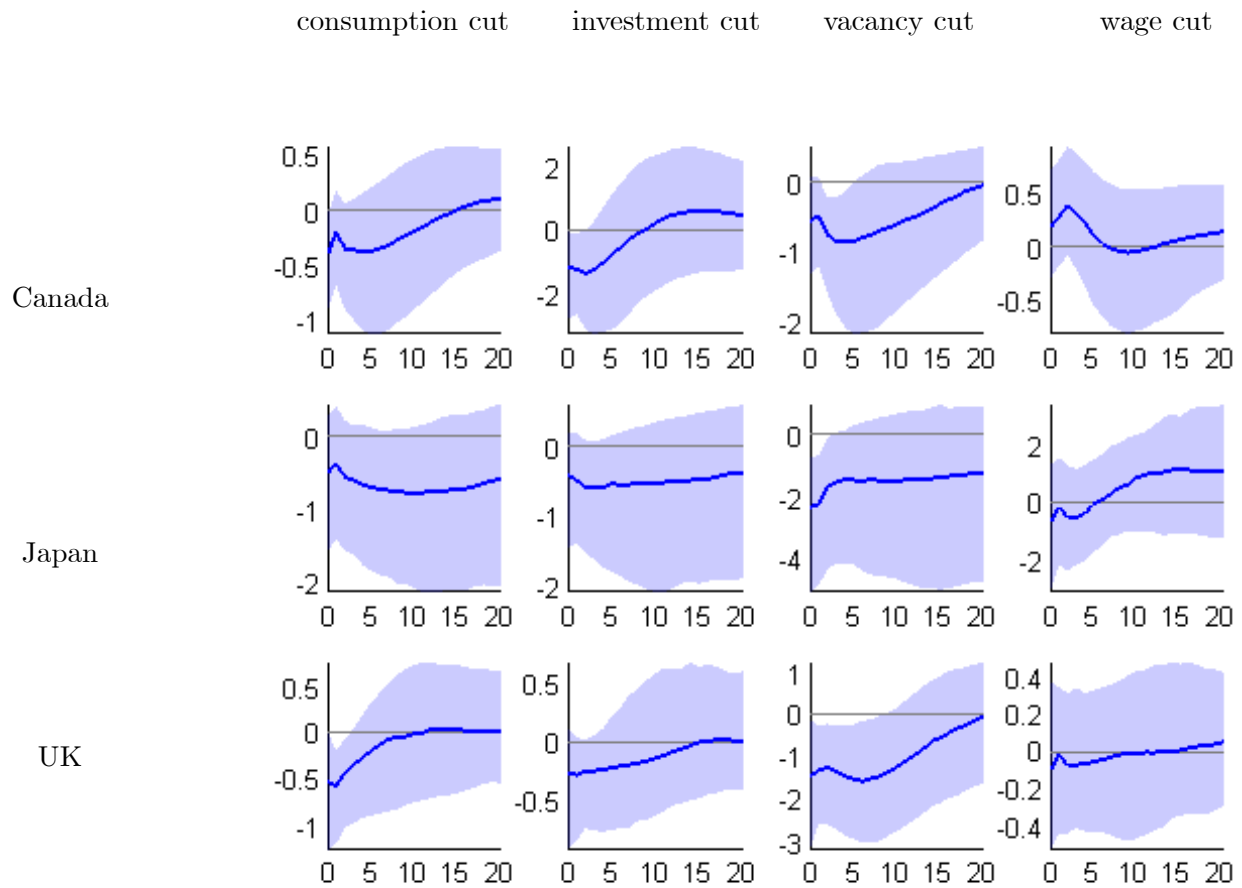 consumption cut investment cut vacancy cut wage cut
0.5 2 0 0.5
0 0 -1 0
-0.5 -2 -2 -0.5
-1
Canada
0 5 10 15 20 0 5 10 15 20 0 5 10 15 20 0 5 10 15 20
0 0 0 2
-1 -1 -2 0
-2 -2 -4 -2
Japan
0 5 10 15 20 0 5 10 15 20 0 5 10 15 20 0 5 10 15 20
0.5 0.5 1 0.4
0 0 0 0.2
-0.5 -0.5 -1 0
-1 -2 -0.2
-3 -0.4
UK
0 5 10 15 20 0 5 10 15 20 0 5 10 15 20 0 5 10 15 20